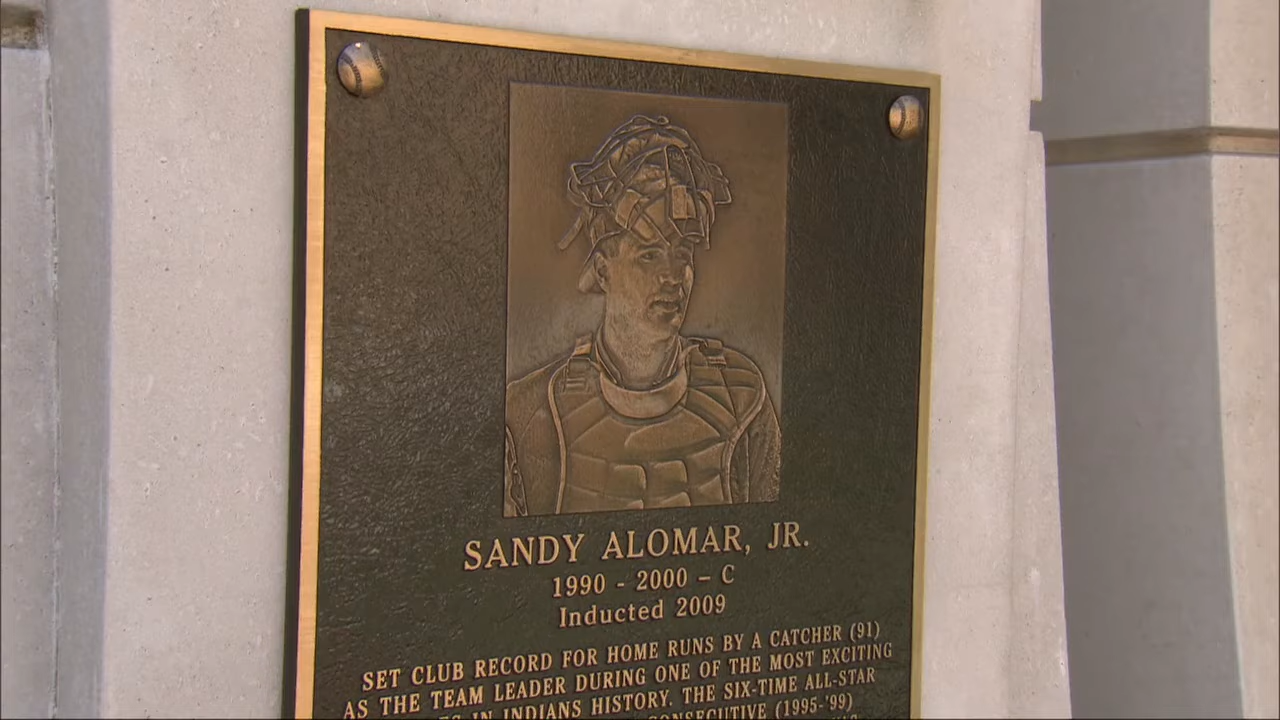 SANDY ALOMAR, JR.
1990 - 2000 – C
Inducted 2009
SET CLUB RECORD FOR HOME RUNS BY A CATCHER (91)
AS THE TEAM LEADER DURING ONE OF THE MOST EXCITING
IN INDIANS HISTORY. THE SIX-TIME ALL-STAR
CONSECUTIVE (1995-'99)